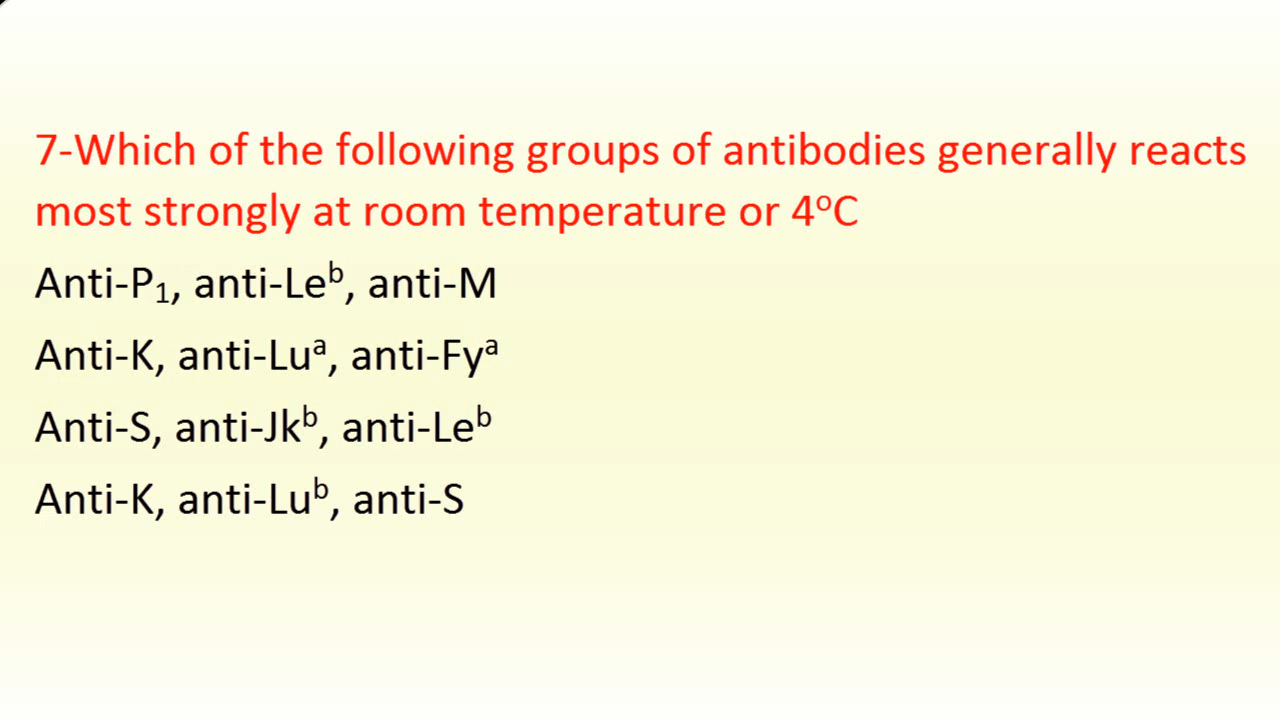 7-Which of the following groups of antibodies generally reacts
most strongly at room temperature or 4ºC
Anti-P₁, anti-Leᵇ, anti-M
Anti-K, anti-Luᵃ, anti-Fyᵃ
Anti-S, anti-Jkᵇ, anti-Leᵇ
Anti-K, anti-Luᵇ, anti-S